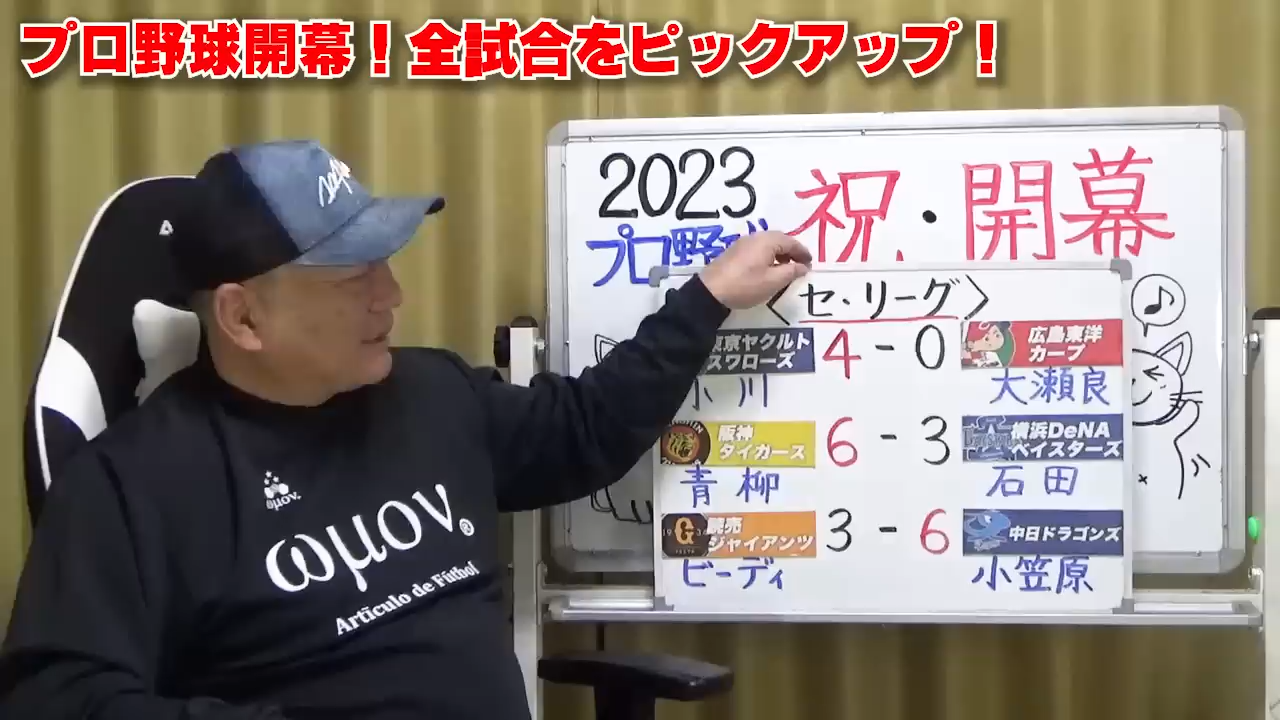 プロ野球開幕！全試合をピックアップ！
2023
プロ野球
祝・開幕
〈セ・リーグ〉
東京ヤクルト
スワローズ
4 - 0
広島東洋
カープ
小川
大瀬良
阪神
タイガース
6 - 3
横浜DeNA
ベイスターズ
青柳
石田
読売
ジャイアンツ
3 - 6
中日ドラゴンズ
ビーディ
小笠原
ωμον.
ωμον®
Artículo de Fútbol